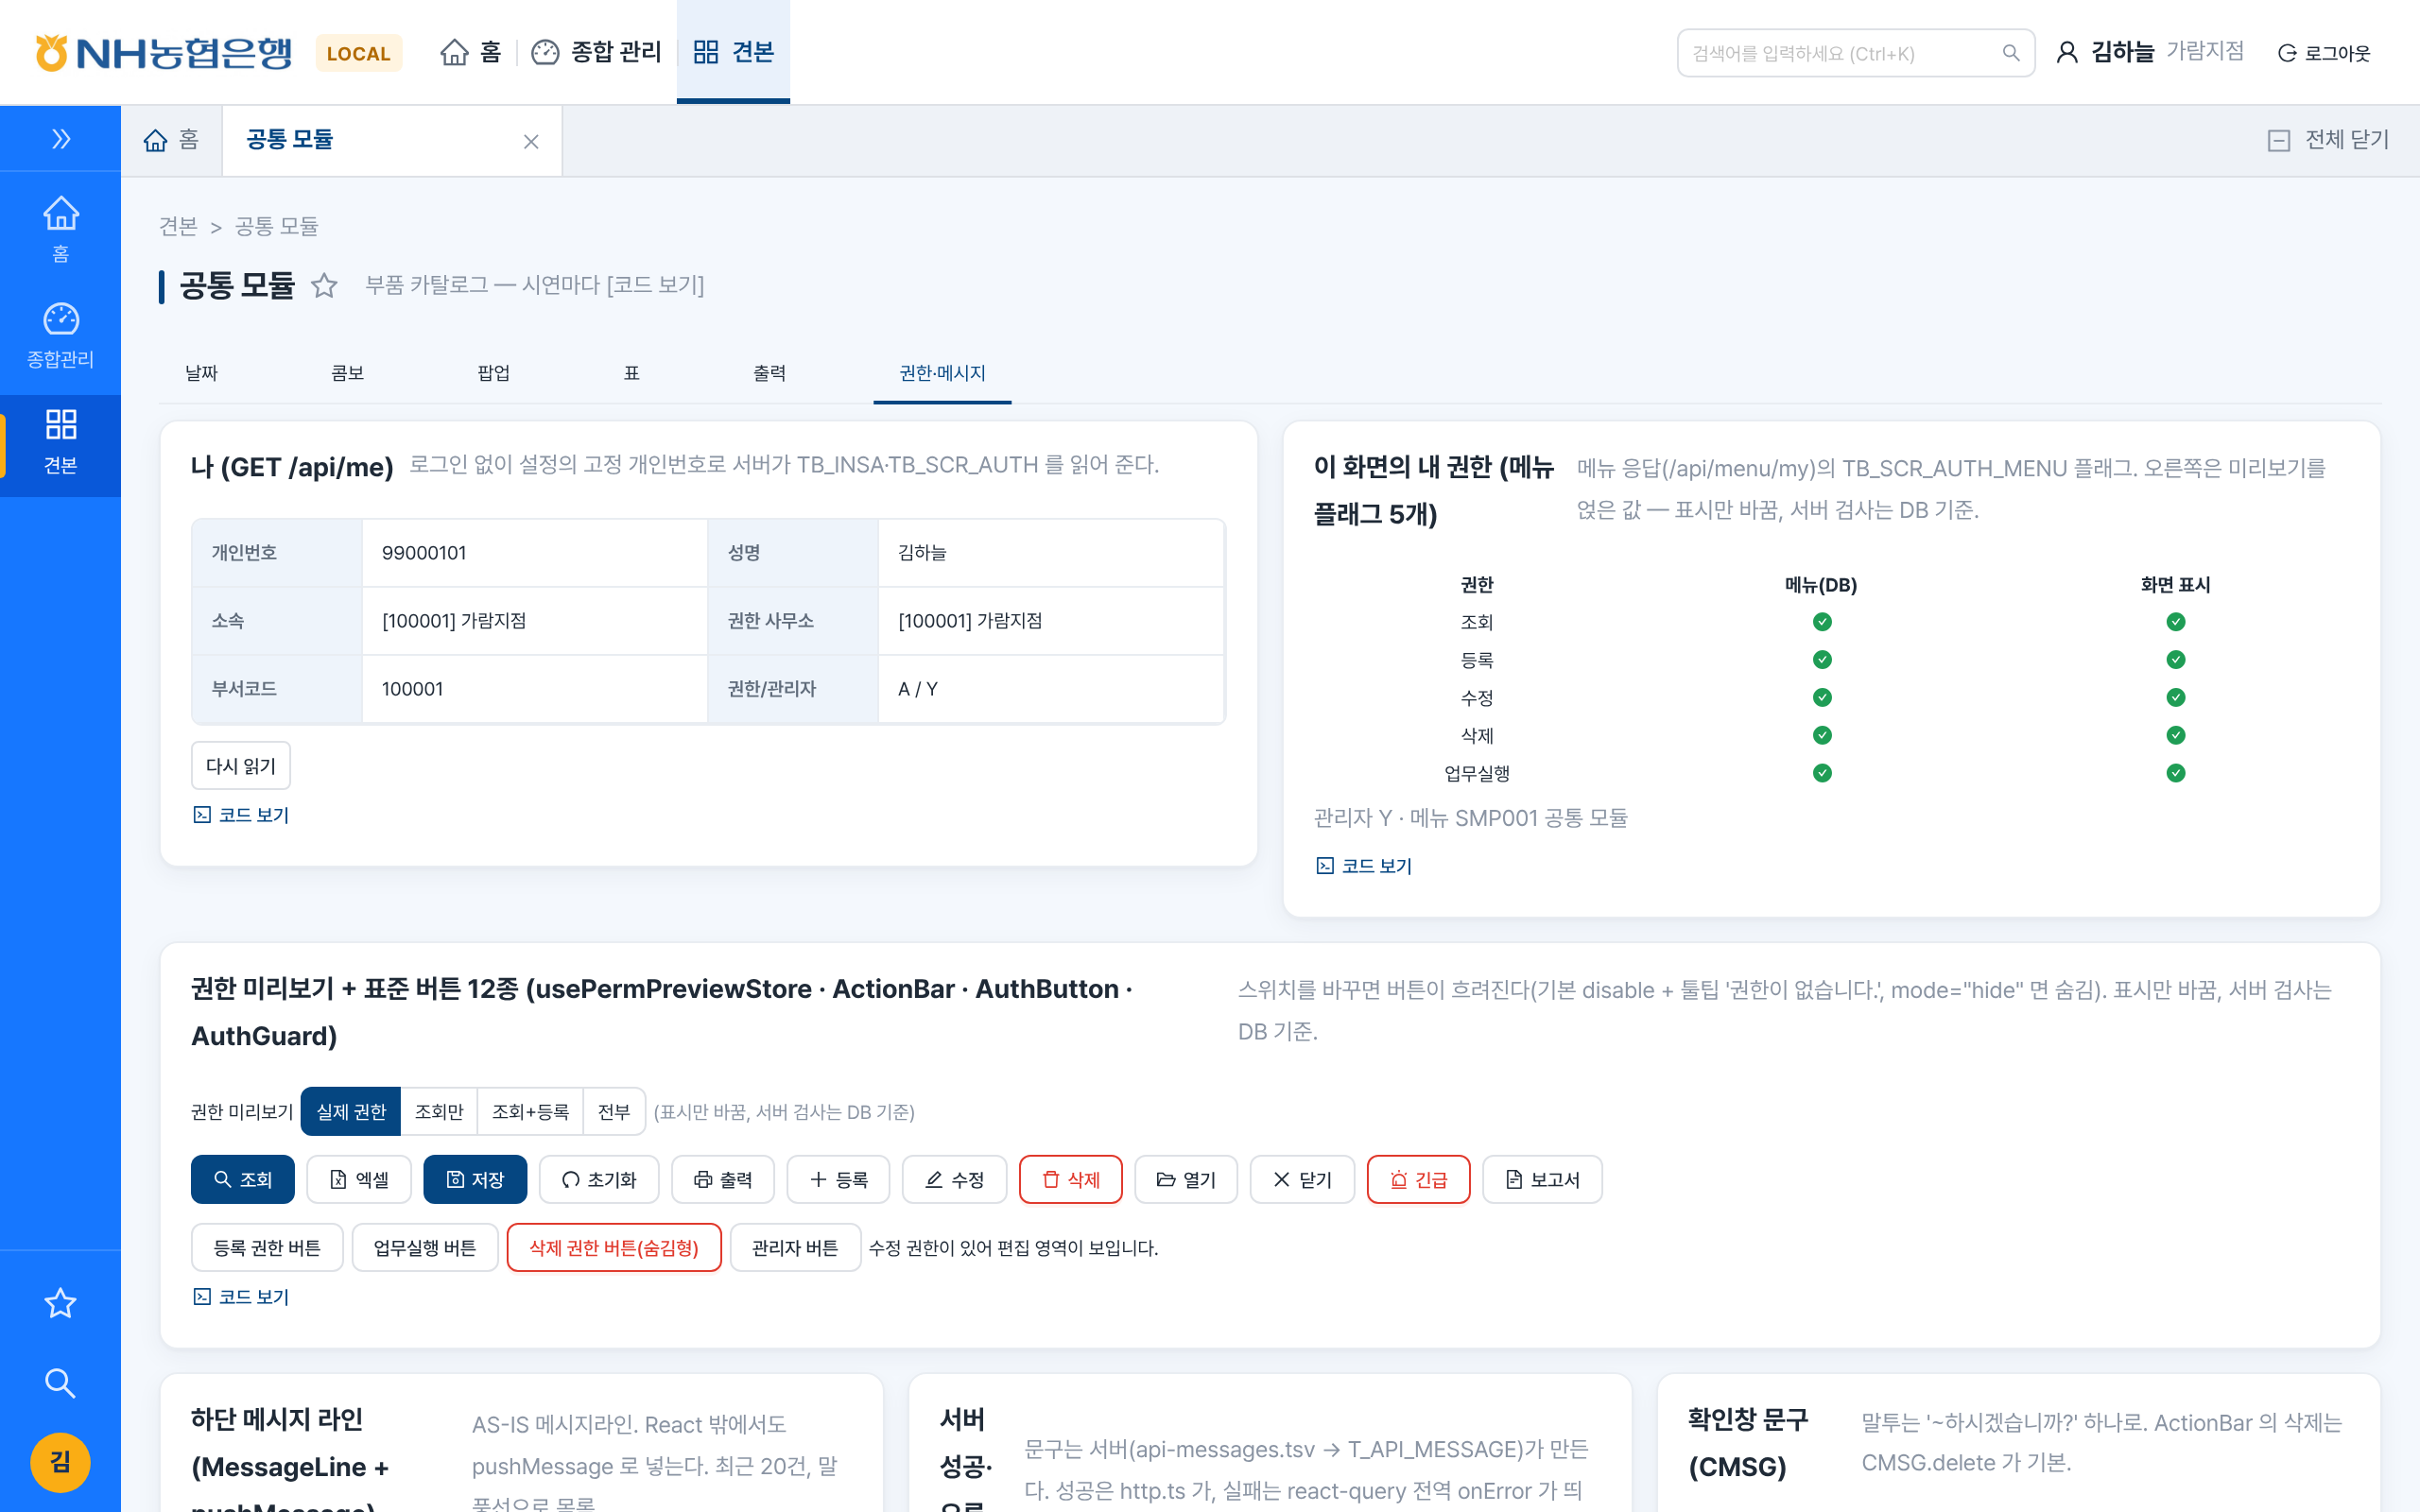 NH농협은행 LOCAL 홈 종합 관리 견본 검색어를 입력하세요 (Ctrl+K) 김하늘 가람지점 로그아웃
홈 공통 모듈 전체 닫기
홈
종합관리
견본
김
견본 > 공통 모듈
공통 모듈 부품 카탈로그 — 시연마다 [코드 보기]
날짜 콤보 팝업 표 출력 권한·메시지
나 (GET /api/me) 로그인 없이 설정의 고정 개인번호로 서버가 TB_INSA·TB_SCR_AUTH 를 읽어 준다.
개인번호 99000101 성명 김하늘
소속 [100001] 가람지점 권한 사무소 [100001] 가람지점
부서코드 100001 권한/관리자 A / Y
다시 읽기
코드 보기
이 화면의 내 권한 (메뉴
플래그 5개)
메뉴 응답(/api/menu/my)의 TB_SCR_AUTH_MENU 플래그. 오른쪽은 미리보기를
얹은 값 — 표시만 바꿈, 서버 검사는 DB 기준.
권한 메뉴(DB) 화면 표시
조회
등록
수정
삭제
업무실행
관리자 Y · 메뉴 SMP001 공통 모듈
코드 보기
권한 미리보기 + 표준 버튼 12종 (usePermPreviewStore · ActionBar · AuthButton ·
AuthGuard)
스위치를 바꾸면 버튼이 흐려진다(기본 disable + 툴팁 '권한이 없습니다.', mode="hide" 면 숨김). 표시만 바꿈, 서버 검사는
DB 기준.
권한 미리보기 실제 권한 조회만 조회+등록 전부 (표시만 바꿈, 서버 검사는 DB 기준)
조회 엑셀 저장 초기화 출력 등록 수정 삭제 열기 닫기 긴급 보고서
등록 권한 버튼 업무실행 버튼 삭제 권한 버튼(숨김형) 관리자 버튼 수정 권한이 있어 편집 영역이 보입니다.
코드 보기
하단 메시지 라인
(MessageLine +
pushMessage)
AS-IS 메시지라인. React 밖에서도
pushMessage 로 넣는다. 최근 20건, 말
풍선으로 목록.
서버
성공·
오류
문구는 서버(api-messages.tsv → T_API_MESSAGE)가 만든
다. 성공은 http.ts 가, 실패는 react-query 전역 onError 가 띄
확인창 문구
(CMSG)
말투는 '~하시겠습니까?' 하나로. ActionBar 의 삭제는
CMSG.delete 가 기본.